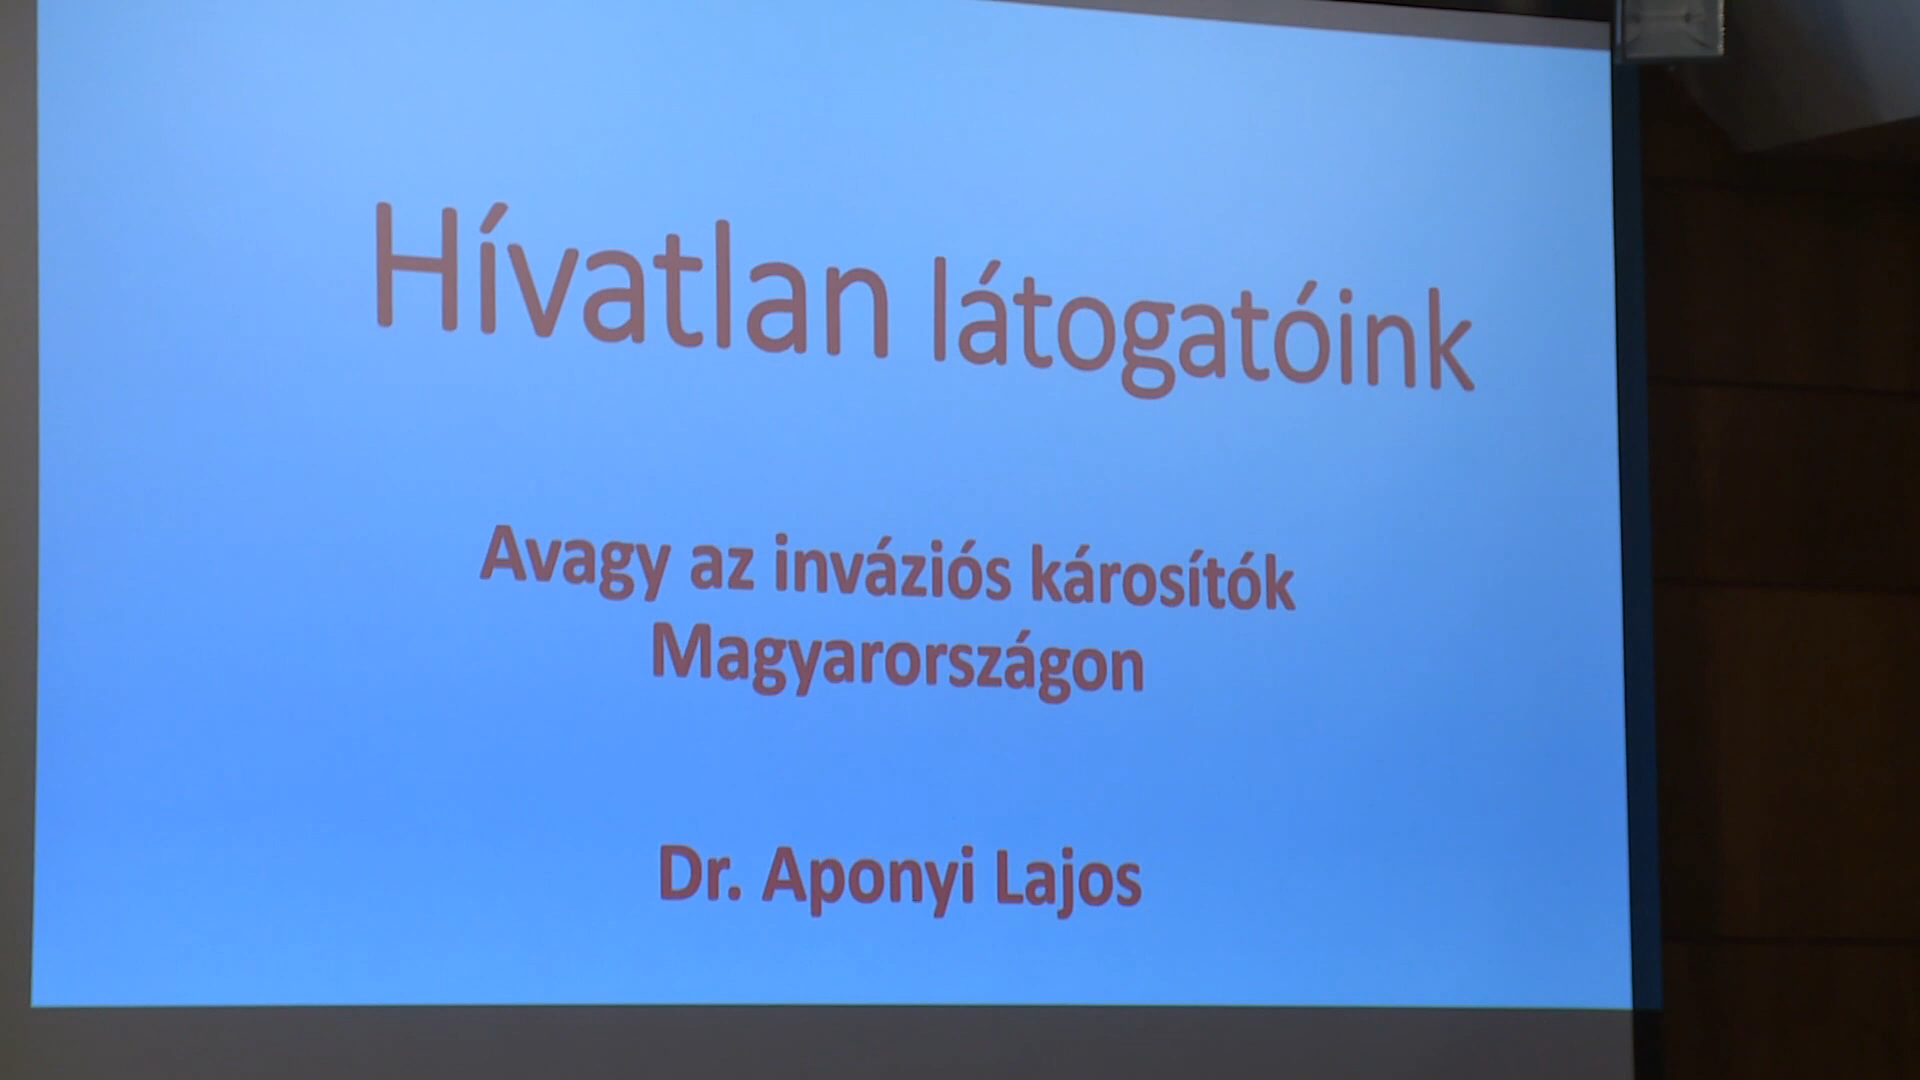 Hívatlan látogatóink
Avagy az inváziós károsítók
Magyarországon
Dr. Aponyi Lajos